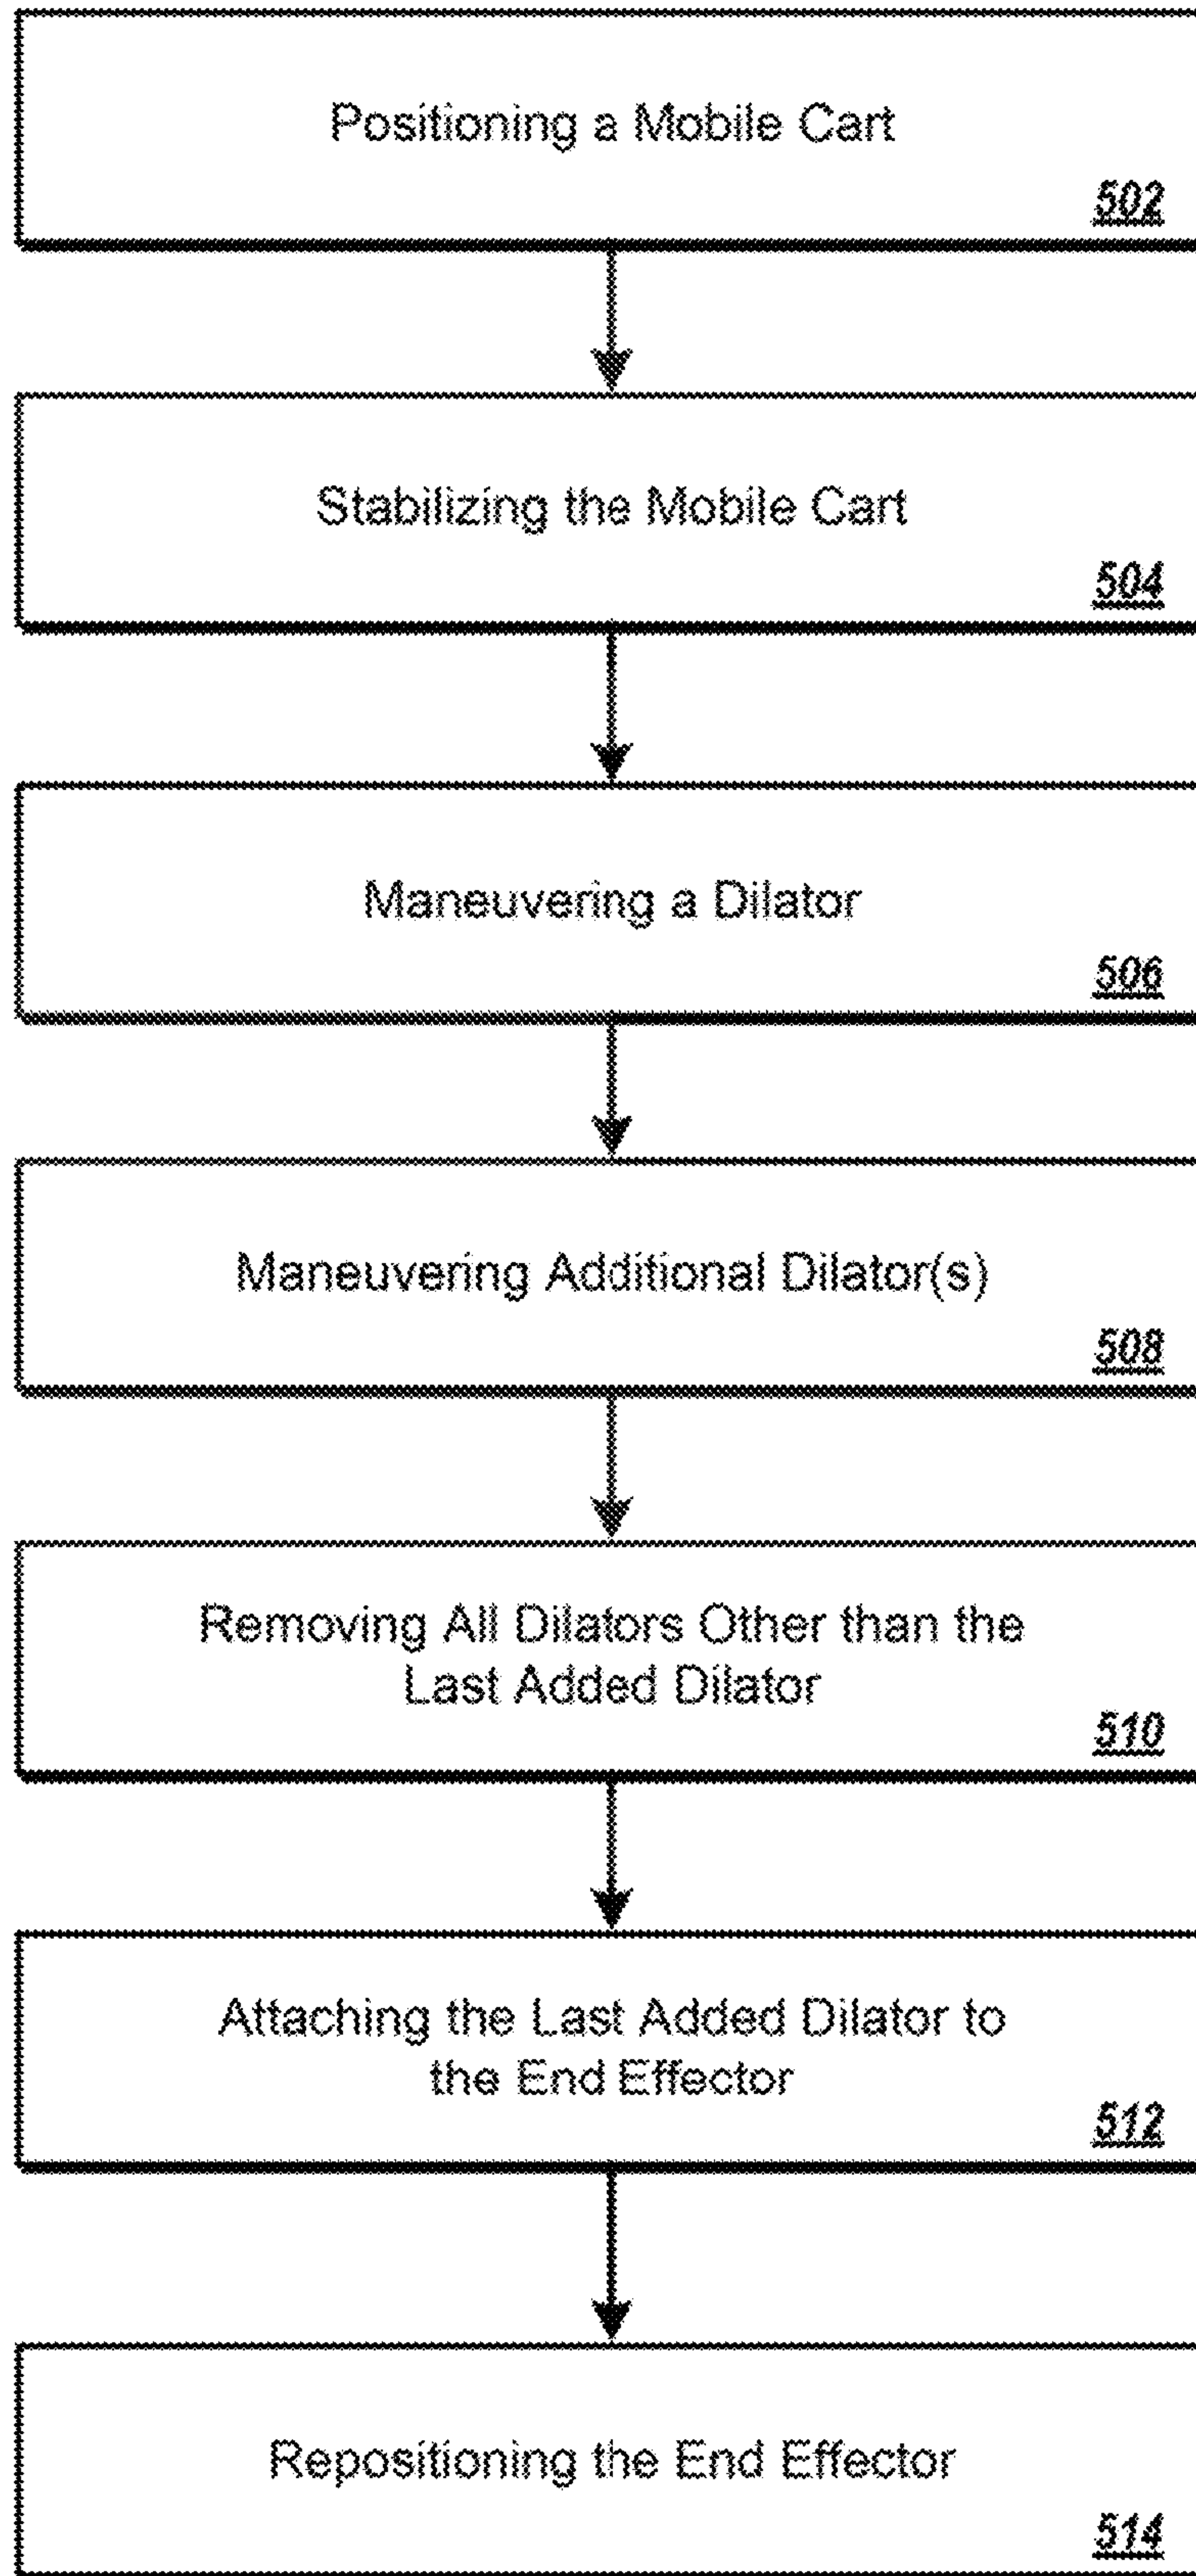 Positioning a Mobile Cart
502
Stabilizing the Mobile Cart
504
Maneuvering a Dilator
506
Maneuvering Additional Dilator(s)
508
Removing All Dilators Other than the
Last Added Dilator
510
Attaching the Last Added Dilator to
the End Effector
512
Repositioning the End Effector
514